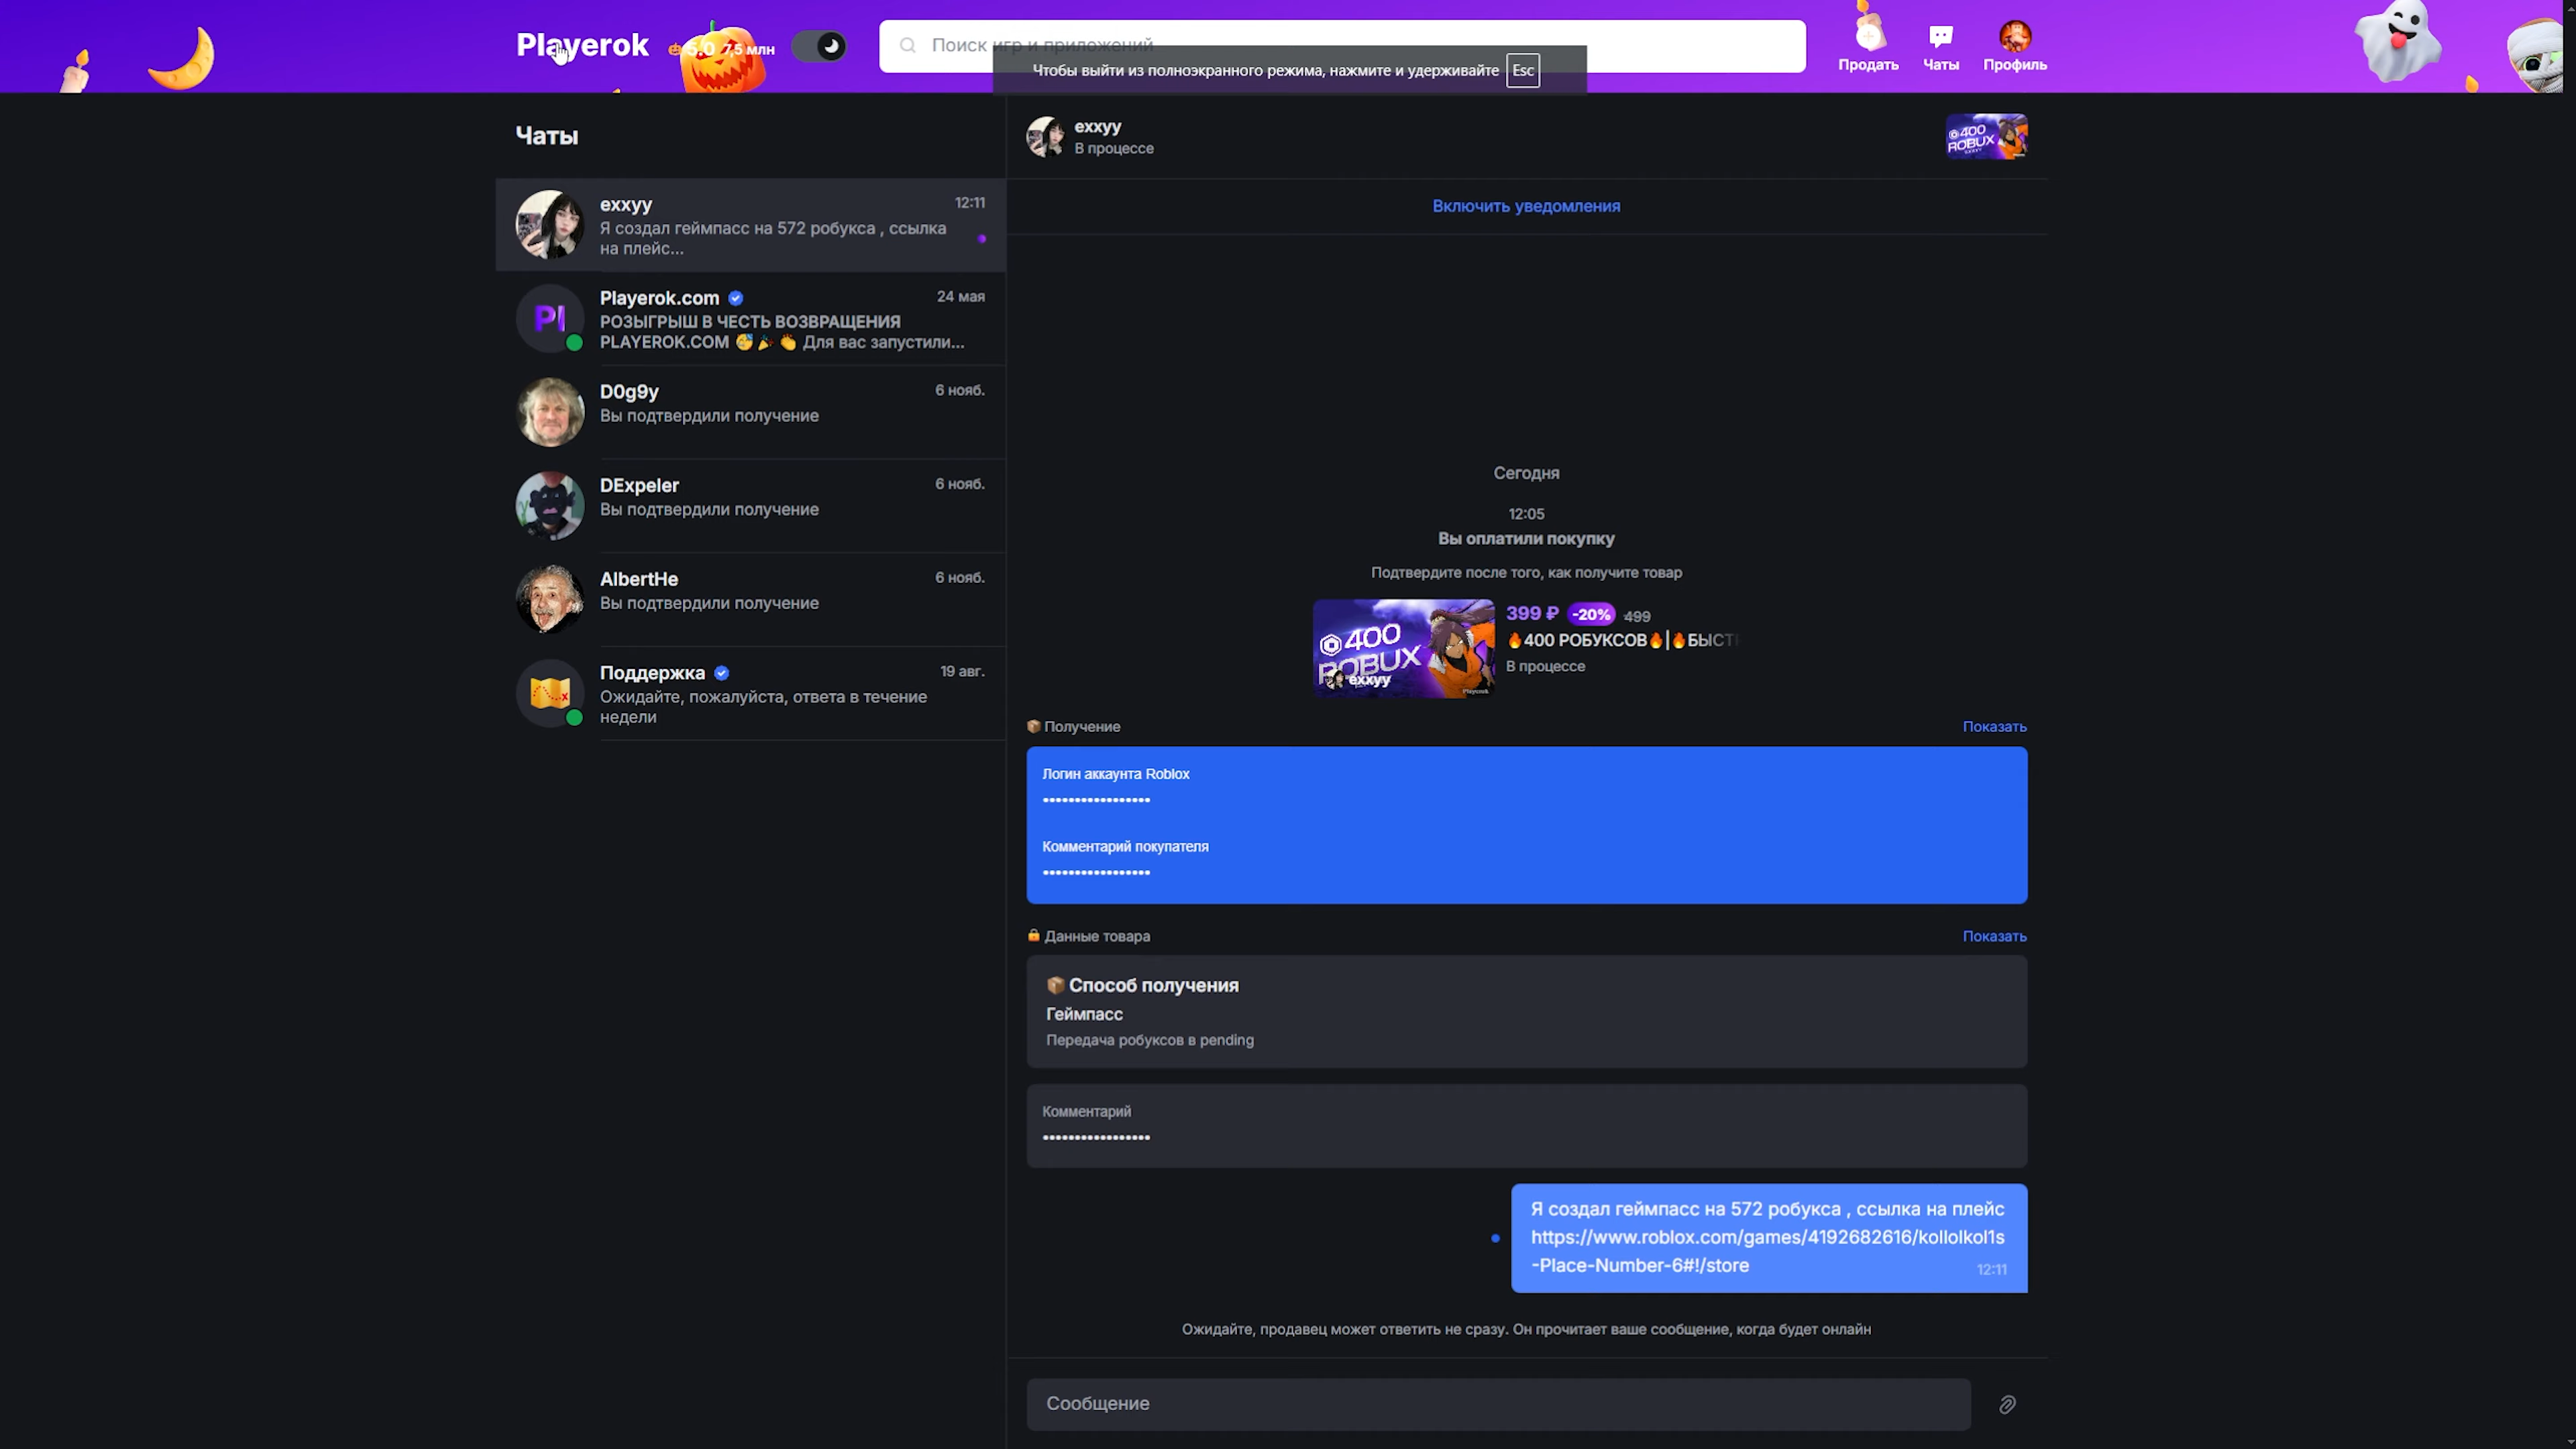 Playerok
5.0 7,5 млн
Поиск игр и приложений
Чтобы выйти из полноэкранного режима, нажмите и удерживайте Esc
Продать
Чаты
Профиль
Чаты
exxyy
12:11
Я создал геймпасс на 572 робукса , ссылка
на плейс...
Playerok.com
24 мая
РОЗЫГРЫШ В ЧЕСТЬ ВОЗВРАЩЕНИЯ
PLAYEROK.COM 🥳 🎉 👏 Для вас запустили...
D0g9y
6 нояб.
Вы подтвердили получение
DExpeler
6 нояб.
Вы подтвердили получение
AlbertHe
6 нояб.
Вы подтвердили получение
Поддержка
19 авг.
Ожидайте, пожалуйста, ответа в течение
недели
exxyy
В процессе
400
ROBUX
Включить уведомления
Сегодня
12:05
Вы оплатили покупку
Подтвердите после того, как получите товар
400
ROBUX
exxyy
Playerok
399 ₽ -20% 499
🔥400 РОБУКСОВ🔥|🔥БЫСТ
В процессе
📦 Получение
Показать
Логин аккаунта Roblox
•••••••••••••••••
Комментарий покупателя
•••••••••••••••••
🔒 Данные товара
Показать
📦 Способ получения
Геймпасс
Передача робуксов в pending
Комментарий
•••••••••••••••••
Я создал геймпасс на 572 робукса , ссылка на плейс
https://www.roblox.com/games/4192682616/kollolkol1s
-Place-Number-6#!/store
12:11
Ожидайте, продавец может ответить не сразу. Он прочитает ваше сообщение, когда будет онлайн
Сообщение